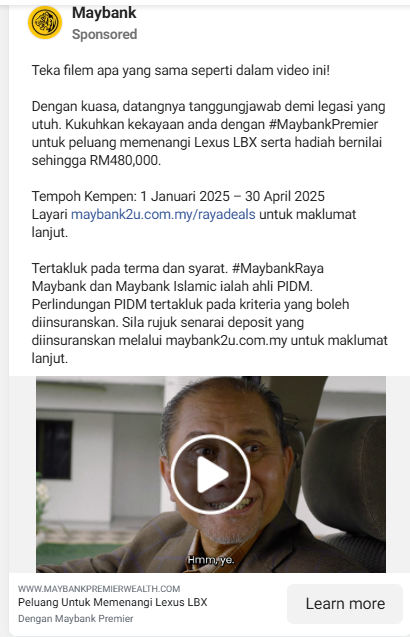 Maybank
Sponsored
Teka filem apa yang sama seperti dalam video ini!
Dengan kuasa, datangnya tanggungjawab demi legasi yang
utuh. Kukuhkan kekayaan anda dengan #MaybankPremier
untuk peluang memenangi Lexus LBX serta hadiah bernilai
sehingga RM480,000.
Tempoh Kempen: 1 Januari 2025 – 30 April 2025
Layari maybank2u.com.my/rayadeals untuk maklumat
lanjut.
Tertakluk pada terma dan syarat. #MaybankRaya
Maybank dan Maybank Islamic ialah ahli PIDM.
Perlindungan PIDM tertakluk pada kriteria yang boleh
diinsuranskan. Sila rujuk senarai deposit yang
diinsuranskan melalui maybank2u.com.my untuk maklumat
lanjut.
Hmm, ye.
WWW.MAYBANKPREMIERWEALTH.COM
Peluang Untuk Memenangi Lexus LBX
Dengan Maybank Premier
Learn more